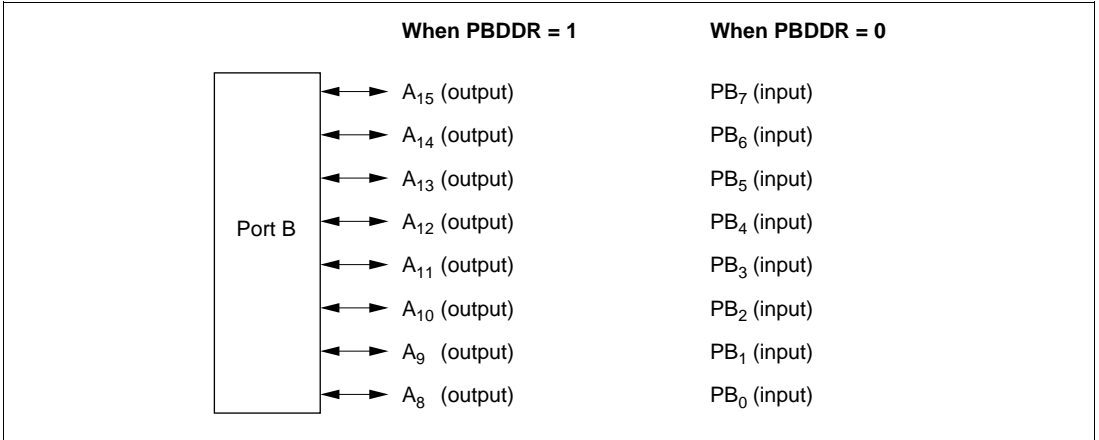 When PBDDR = 1 When PBDDR = 0
A15 (output) PB7 (input)
A14 (output) PB6 (input)
A13 (output) PB5 (input)
Port B A12 (output) PB4 (input)
A11 (output) PB3 (input)
A10 (output) PB2 (input)
A9 (output) PB1 (input)
A8 (output) PB0 (input)